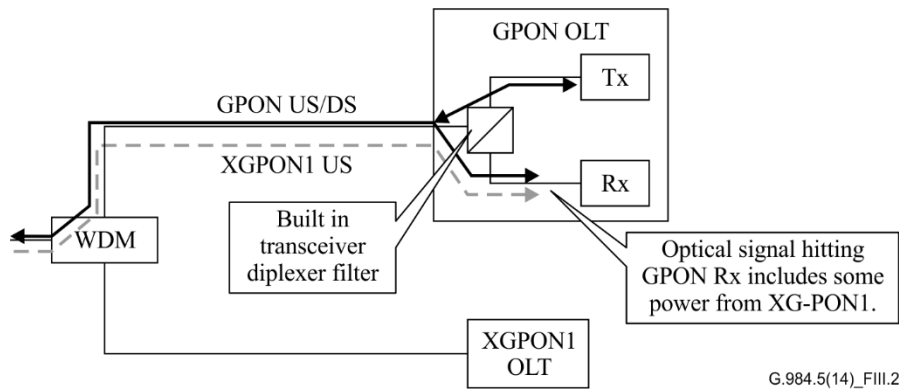 GPON OLT
Tx
GPON US/DS
XGPON1 US
Rx
Built in
transceiver
diplexer filter
WDM
Optical signal hitting
GPON Rx includes some
power from XG-PON1.
XGPON1
OLT
G.984.5(14)_FIII.2